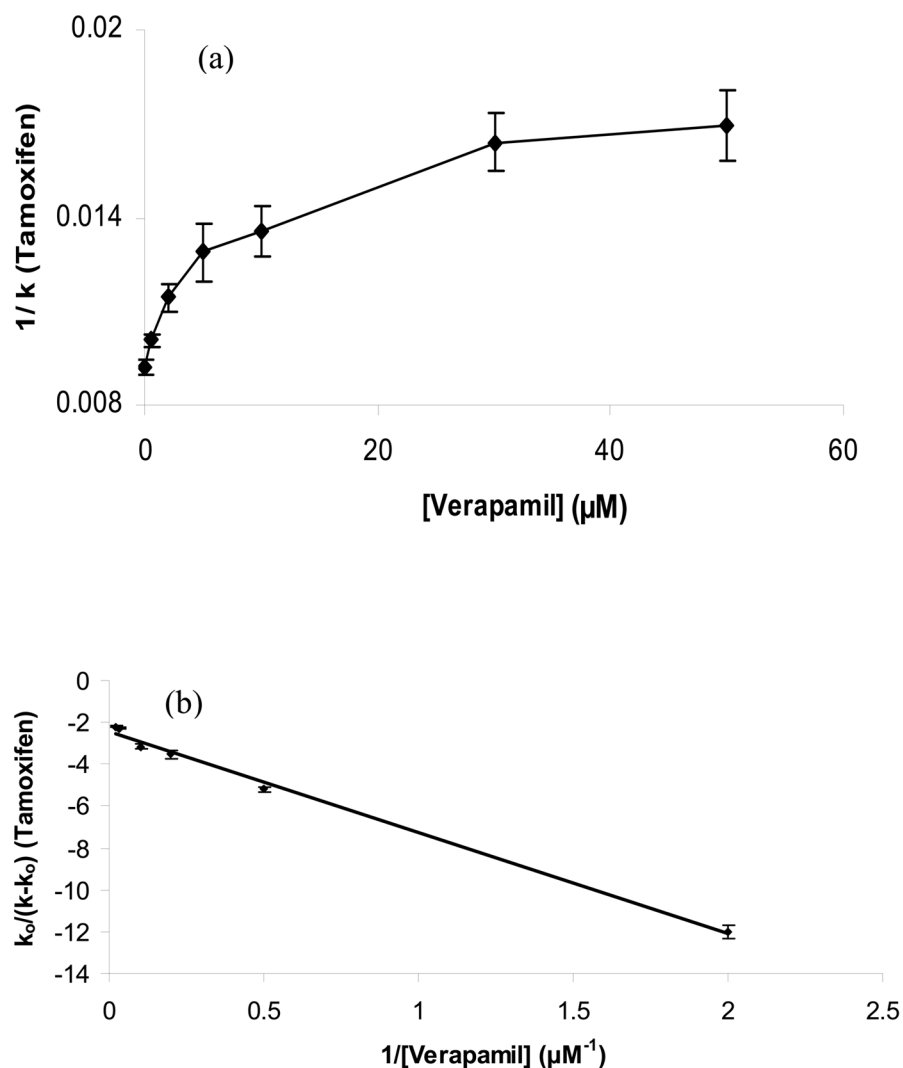 (a)
1/ k (Tamoxifen)
0.02
0.014
0.008
0 20 40 60
[Verapamil] (µM)
(b)
kₒ/(k-kₒ) (Tamoxifen)
0
-2
-4
-6
-8
-10
-12
-14
0 0.5 1 1.5 2 2.5
1/[Verapamil] (µM⁻¹)